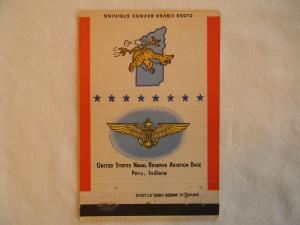 CLOSE COVER BEFORE STRIKING
UNITED STATES NAVAL RESERVE AVIATION BASE
PERU, INDIANA